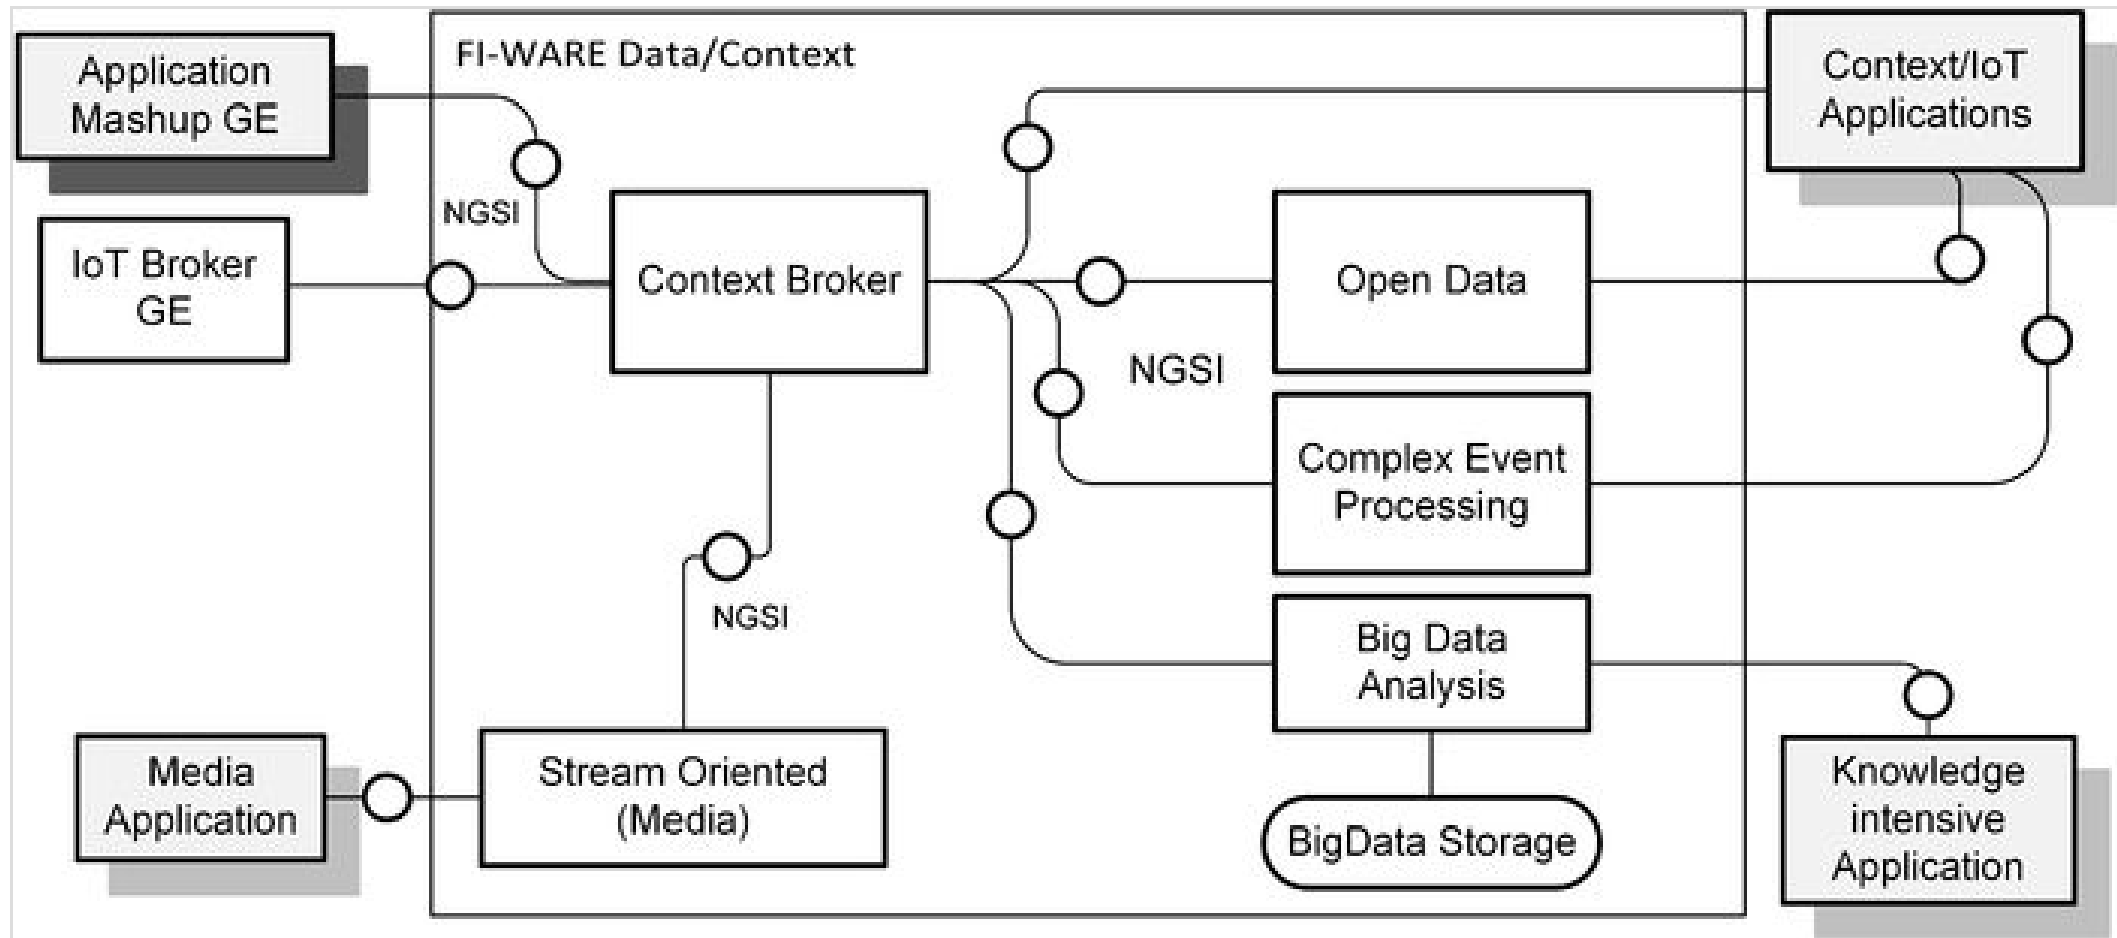 FI-WARE Data/Context
Application
Mashup GE
Context/IoT
Applications
NGSI
IoT Broker
GE
Context Broker
Open Data
NGSI
Complex Event
Processing
NGSI
Big Data
Analysis
Media
Application
Stream Oriented
(Media)
BigData Storage
Knowledge
intensive
Application